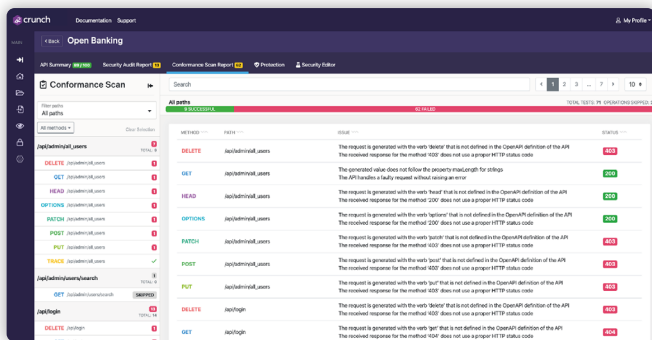 crunch
Documentation Support
My Profile
Back
Open Banking
API Summary
Security Audit Report
Conformance Scan Report
Protection
Security Editor
Conformance Scan
Search
1 2 3 ... 7
10
Filter paths
All paths
All paths
9 SUCCESSFUL
62 FAILED
TOTAL TESTS: 71 OPERATIONS SKIPPED:
All methods
Clear Selection
METHOD PATH ISSUE STATUS
/api/admin/all_users
TOTAL:
DELETE /api/admin/all_users 1
GET /api/admin/all_users 1
HEAD /api/admin/all_users 1
OPTIONS /api/admin/all_users 1
PATCH /api/admin/all_users 1
POST /api/admin/all_users 1
PUT /api/admin/all_users 1
TRACE /api/admin/all_users
/api/admin/users/search
TOTAL:
GET /api/admin/users/search SKIPPED
/api/login
TOTAL: 14
DELETE /api/login
DELETE /api/admin/all_users The request is generated with the verb 'delete' that is not defined in the OpenAPI definition of the API
The received response for the method '403' does not use a proper HTTP status code 403
GET /api/admin/all_users The generated value does not follow the property maxLength for strings
The API handles a faulty request without raising an error 200
HEAD /api/admin/all_users The request is generated with the verb 'head' that is not defined in the OpenAPI definition of the API
The received response for the method '200' does not use a proper HTTP status code 200
OPTIONS /api/admin/all_users The request is generated with the verb 'options' that is not defined in the OpenAPI definition of the API
The received response for the method '200' does not use a proper HTTP status code 200
PATCH /api/admin/all_users The request is generated with the verb 'patch' that is not defined in the OpenAPI definition of the API
The received response for the method '403' does not use a proper HTTP status code 403
POST /api/admin/all_users The request is generated with the verb 'post' that is not defined in the OpenAPI definition of the API
The received response for the method '403' does not use a proper HTTP status code 403
PUT /api/admin/all_users The request is generated with the verb 'put' that is not defined in the OpenAPI definition of the API
The received response for the method '403' does not use a proper HTTP status code 403
DELETE /api/login The request is generated with the verb 'delete' that is not defined in the OpenAPI definition of the API
The received response for the method '403' does not use a proper HTTP status code 403
GET /api/login The request is generated with the verb 'get' that is not defined in the OpenAPI definition of the API
The received response for the method '404' does not use a proper HTTP status code 404